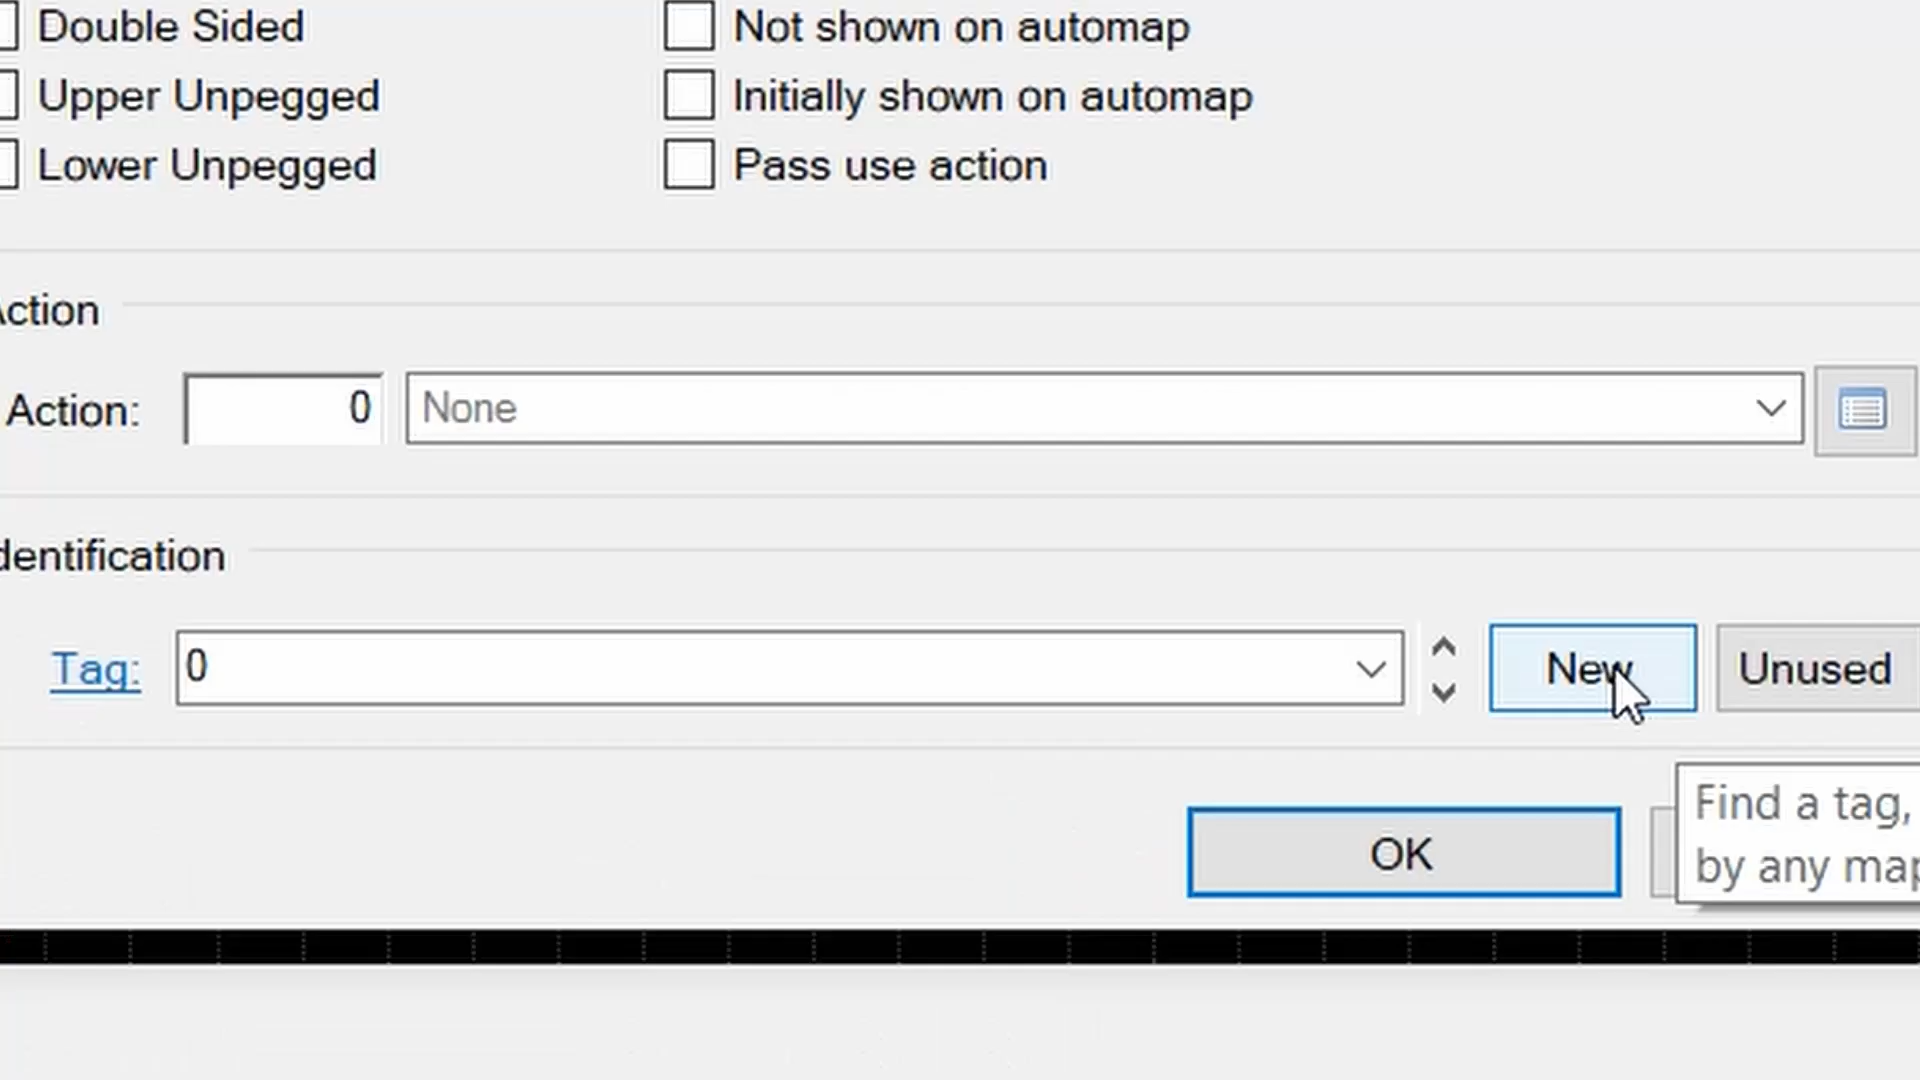 Double Sided
Not shown on automap
Upper Unpegged
Initially shown on automap
Lower Unpegged
Pass use action
Action
Action:
0
None
dentification
Tag:
0
New
Unused
OK
Find a tag,
by any map